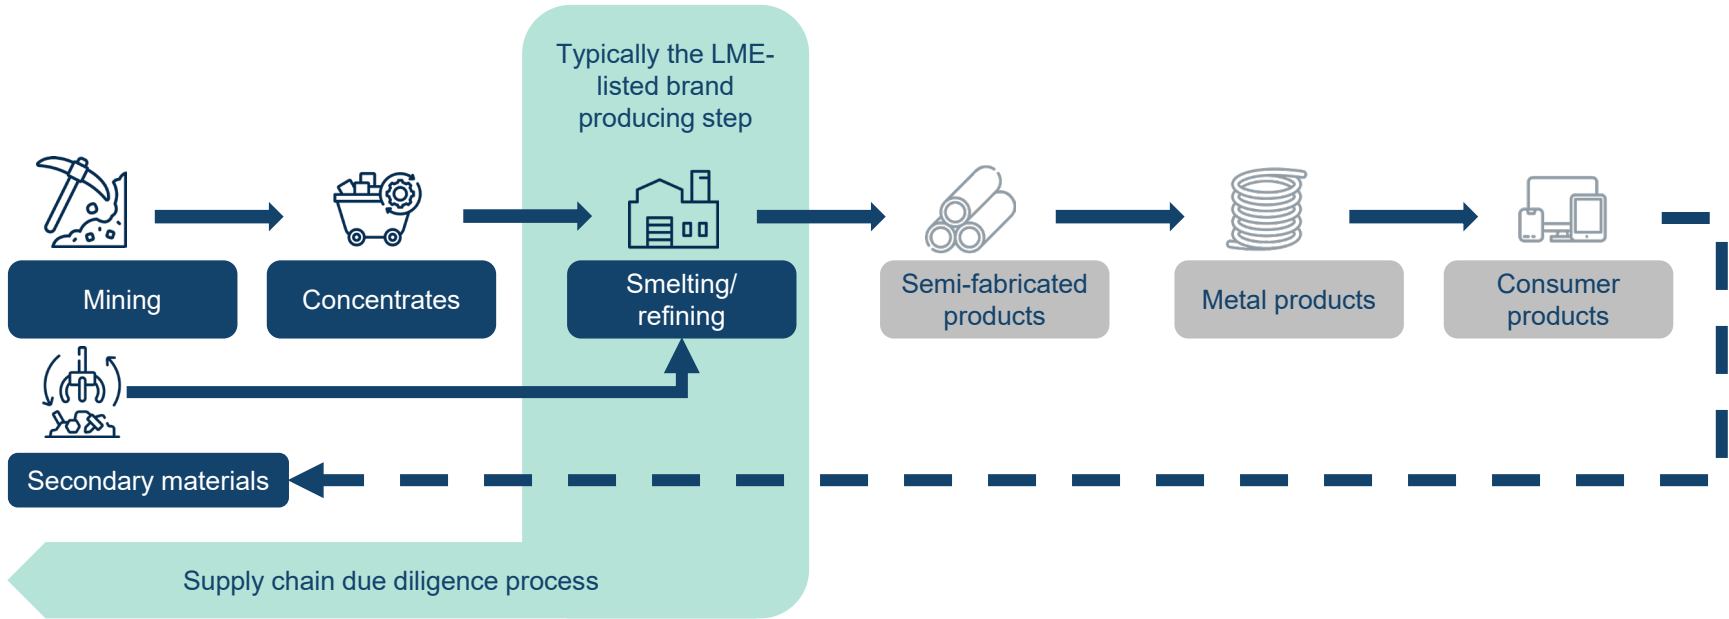 Typically the LME-
listed brand
producing step
Mining
Concentrates
Smelting/
refining
Semi-fabricated
products
Metal products
Consumer
products
Secondary materials
Supply chain due diligence process